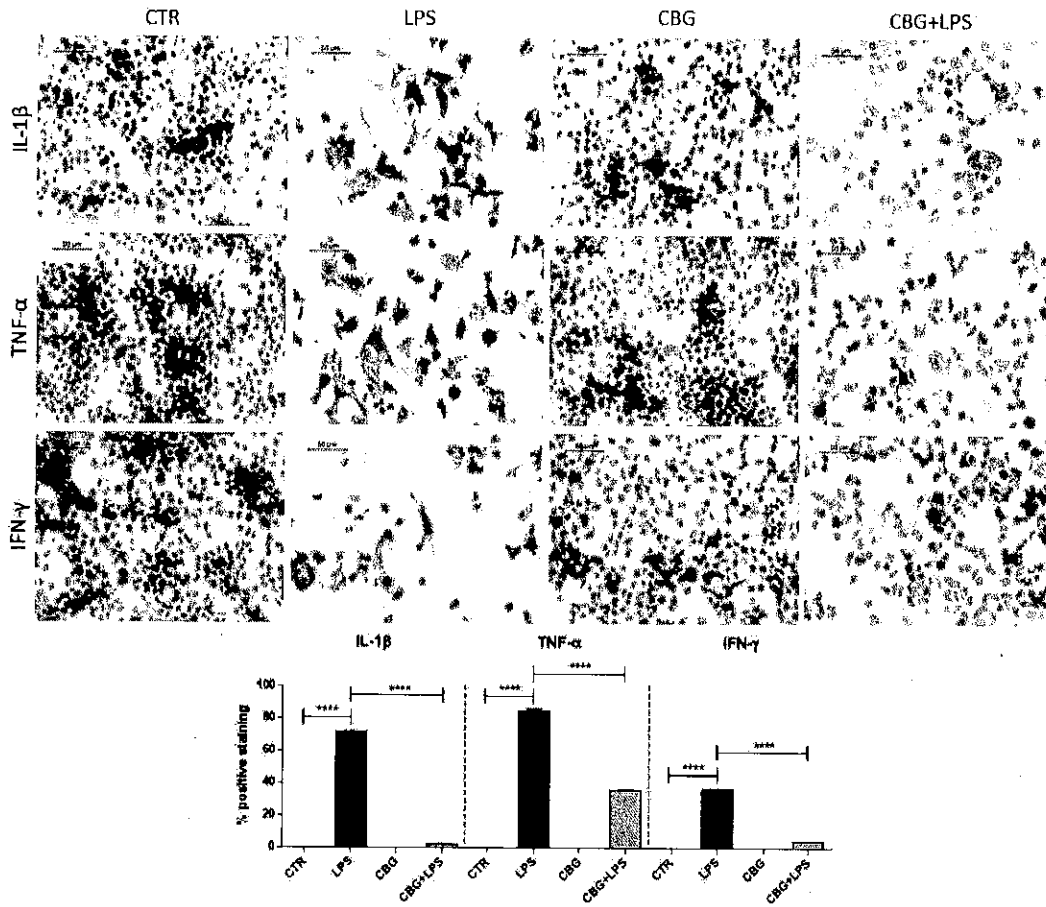 CTR LPS CBG CBG+LPS
IL-1β
TNF-α
IFN-γ
IL-1β TNF-α IFN-γ
**** **** ****
**** **** ****
% positive staining
100
80
60
40
20
0
CTR LPS CBG CBG+LPS CTR LPS CBG CBG+LPS CTR LPS CBG CBG+LPS